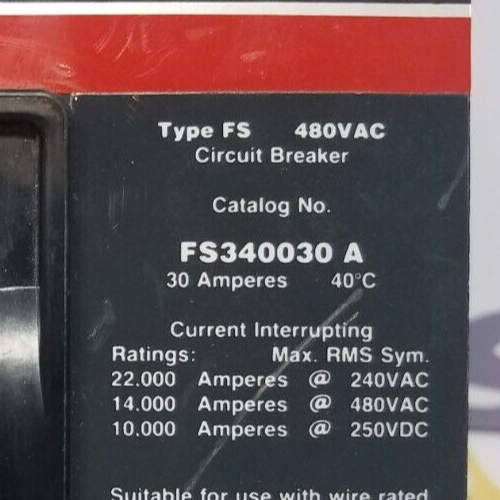 Type FS 480VAC
Circuit Breaker
Catalog No.
FS340030 A
30 Amperes 40°C
Current Interrupting
Ratings: Max. RMS Sym.
22.000 Amperes @ 240VAC
14.000 Amperes @ 480VAC
10.000 Amperes @ 250VDC
Suitable for use with wire rated